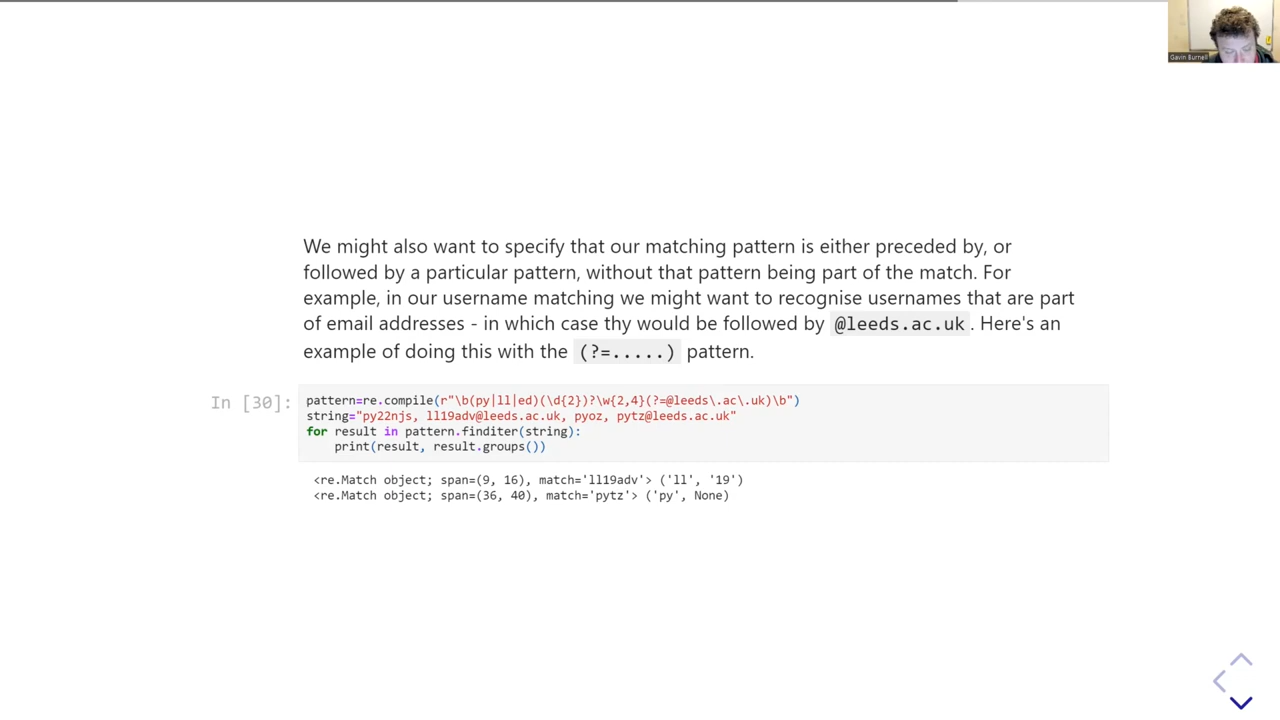 Gavin Burnell
We might also want to specify that our matching pattern is either preceded by, or
followed by a particular pattern, without that pattern being part of the match. For
example, in our username matching we might want to recognise usernames that are part
of email addresses - in which case thy would be followed by @leeds.ac.uk. Here's an
example of doing this with the (?=.....) pattern.
In [30]:
pattern=re.compile(r"\b(py|ll|ed)(\d{2})?\w{2,4}(?=@leeds\.ac\.uk)\b")
string="py22njs, ll19adv@leeds.ac.uk, pyoz, pytz@leeds.ac.uk"
for result in pattern.finditer(string):
    print(result, result.groups())
<re.Match object; span=(9, 16), match='ll19adv'> ('ll', '19')
<re.Match object; span=(36, 40), match='pytz'> ('py', None)